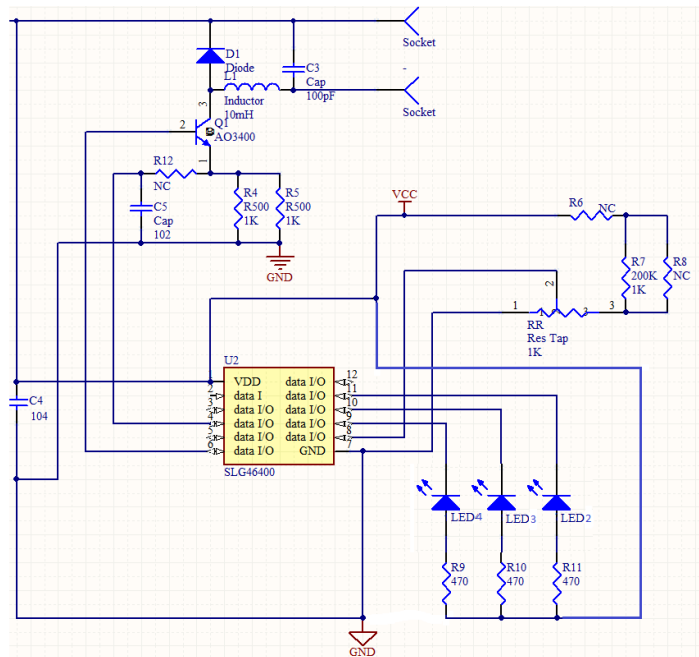 Socket
-
Socket
D1
Diode
L1
Inductor
10mH
C3
Cap
100pF
3
2
Q1
AO3400
1
R12
NC
C5
Cap
102
R4
R500
1K
R5
R500
1K
GND
VCC
R6
NC
R7
200K
1K
R8
NC
2
1
3
RR
Res Tap
1K
U2
VDD
data I
data I/O
data I/O
data I/O
data I/O
data I/O
data I/O
data I/O
data I/O
data I/O
GND
12
11
10
9
8
7
SLG46400
C4
104
LED4
LED3
LED2
R9
470
R10
470
R11
470
GND